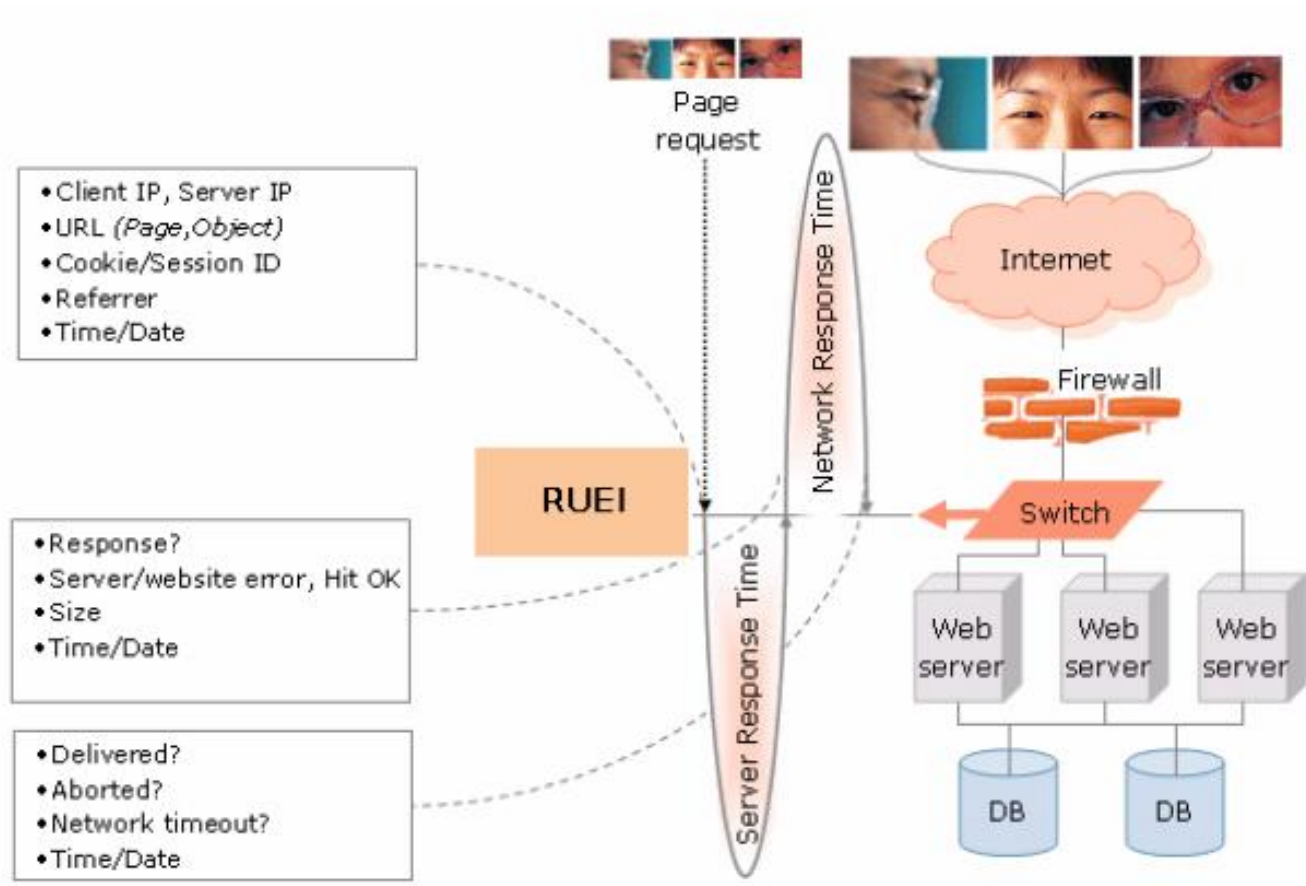 Page
request
• Client IP, Server IP
• URL (Page,Object)
• Cookie/Session ID
• Referrer
• Time/Date
RUEI
• Response?
• Server/website error, Hit OK
• Size
• Time/Date
• Delivered?
• Aborted?
• Network timeout?
• Time/Date
Server Response Time
Network Response Time
Internet
Firewall
Switch
Web
server
Web
server
Web
server
DB
DB